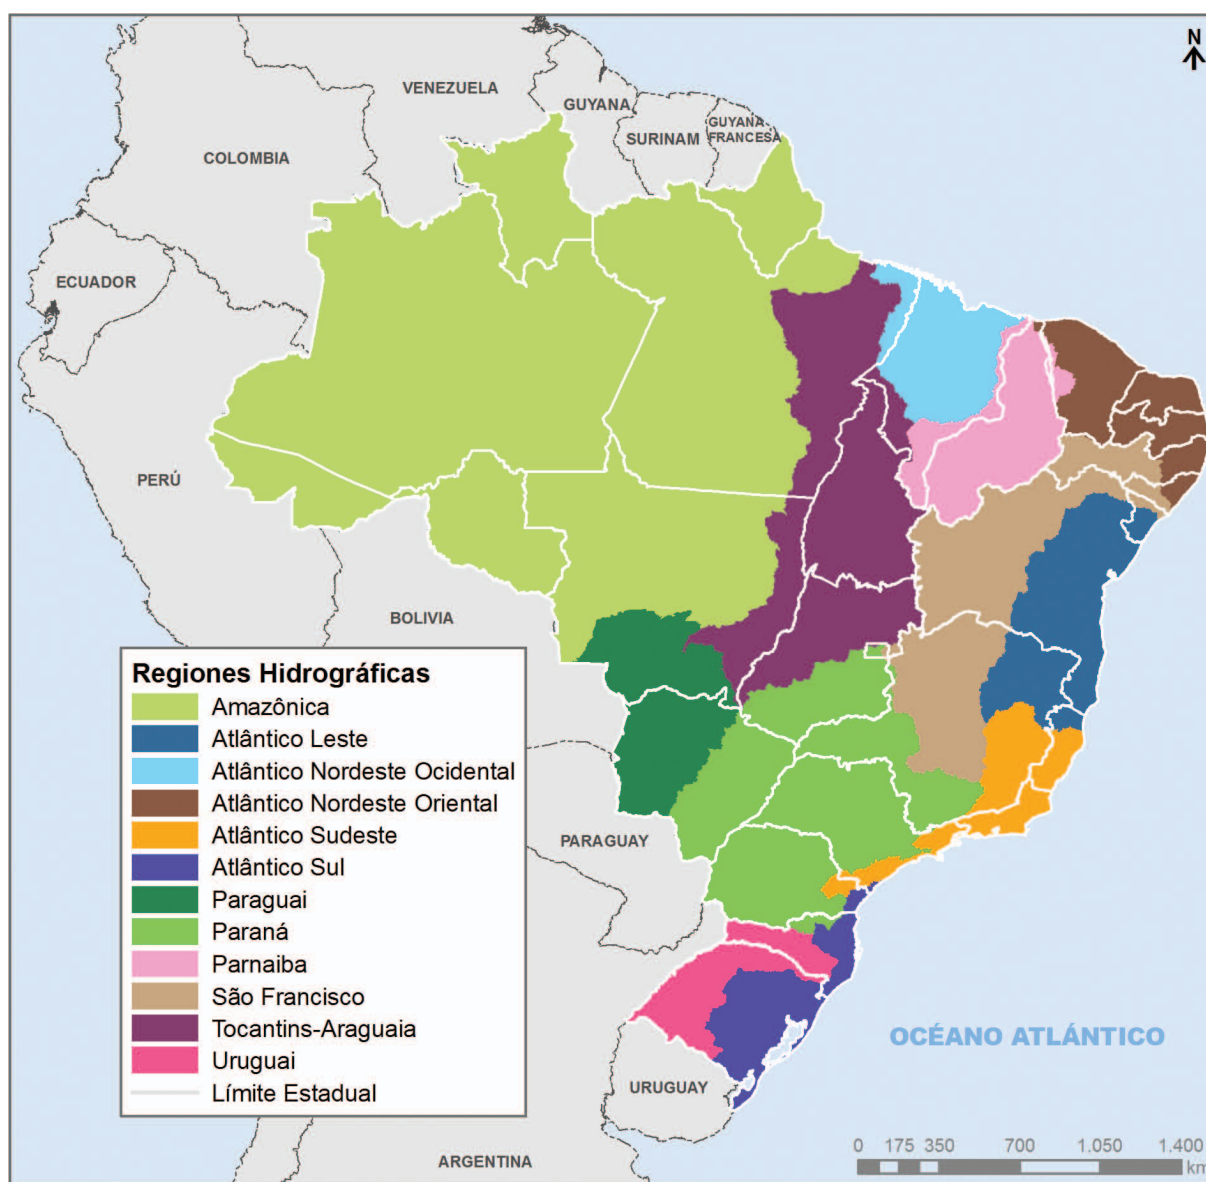 N
VENEZUELA
GUYANA
GUYANA
FRANCESA
SURINAM
COLOMBIA
ECUADOR
PERÚ
BOLIVIA
Regiones Hidrográficas
Amazônica
Atlântico Leste
Atlântico Nordeste Ocidental
Atlântico Nordeste Oriental
Atlântico Sudeste
Atlântico Sul
Paraguai
Paraná
Parnaiba
São Francisco
Tocantins-Araguaia
Uruguai
Límite Estadual
PARAGUAY
OCÉANO ATLÁNTICO
URUGUAY
ARGENTINA
0 175 350 700 1.050 1.400
km